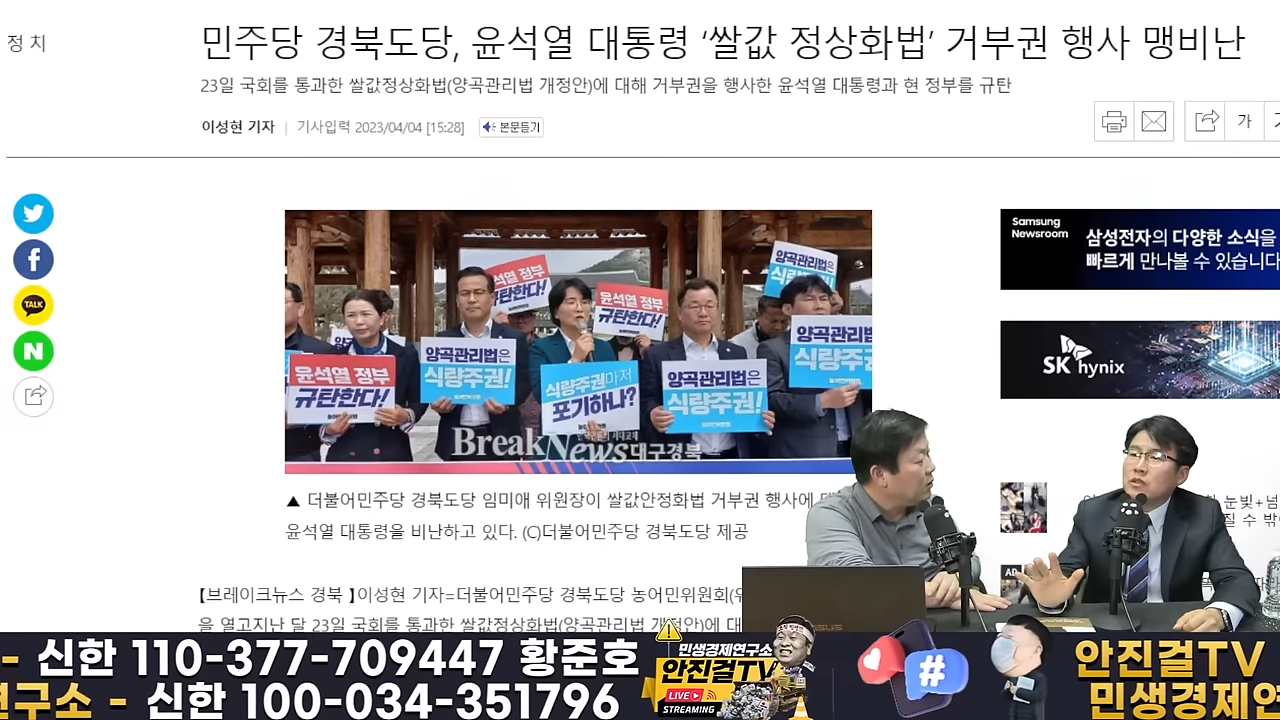 정치
민주당 경북도당, 윤석열 대통령 ‘쌀값 정상화법’ 거부권 행사 맹비난
23일 국회를 통과한 쌀값정상화법(양곡관리법 개정안)에 대해 거부권을 행사한 윤석열 대통령과 현 정부를 규탄
이성현 기자 | 기사입력 2023/04/04 [15:28] 본문듣기
가
TALK
N
Samsung
Newsroom
삼성전자의 다양한 소식을
빠르게 만나볼 수 있습니다
SK hynix
윤석열 정부
규탄한다!
양곡관리법은
식량주권!
식량주권마저
포기하나?
윤석열 정부
규탄한다!
양곡관리법은
식량주권!
양곡관리법은
양곡관리법은
식량주권
BreakNews 대구경북
▲ 더불어민주당 경북도당 임미애 위원장이 쌀값안정화법 거부권 행사에
윤석열 대통령을 비난하고 있다. (C)더불어민주당 경북도당 제공
눈빛+넘
AD
【브레이크뉴스 경북 】이성현 기자=더불어민주당 경북도당 농어민위원회(
을 열고지난 달 23일 국회를 통과한 쌀값정상화법(양곡관리법 개정안)에 대
- 신한 110-377-709447 황준호
연구소 - 신한 100-034-351796
민생경제연구소
안진걸TV
LIVE
STREAMING
#
안진걸TV
민생경제연